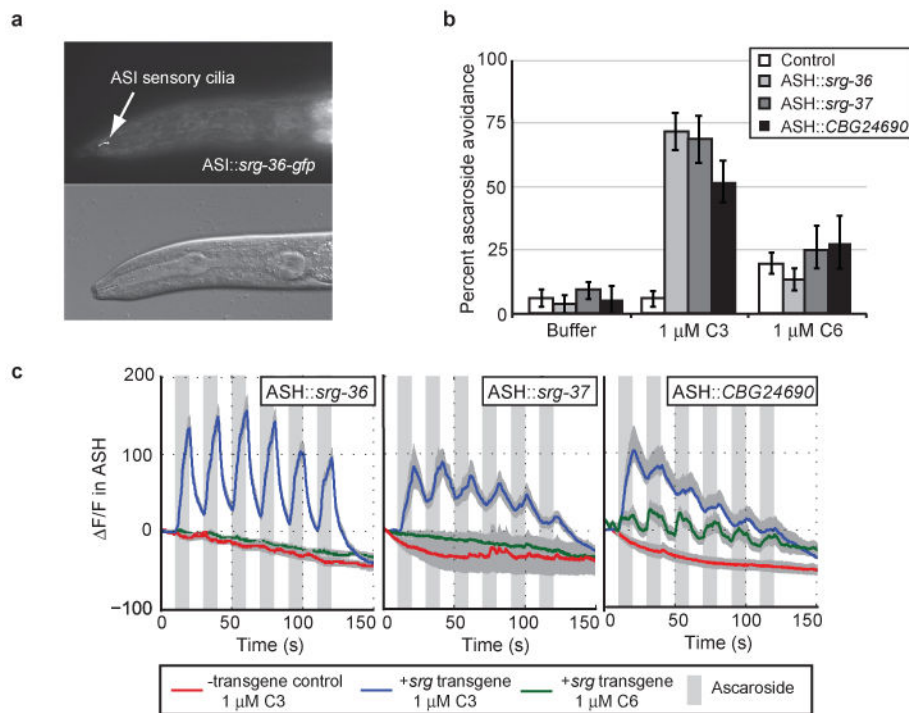 a
ASI sensory cilia
ASI::srg-36-gfp
b
Percent ascaroside avoidance
100
75
50
25
0
Control
ASH::srg-36
ASH::srg-37
ASH::CBG24690
Buffer
1 μM C3
1 μM C6
c
ΔF/F in ASH
200
100
0
−100
ASH::srg-36
ASH::srg-37
ASH::CBG24690
0 50 100 150
0 50 100 150
0 50 100 150
Time (s)
Time (s)
Time (s)
-transgene control
1 μM C3
+srg transgene
1 μM C3
+srg transgene
1 μM C6
Ascaroside